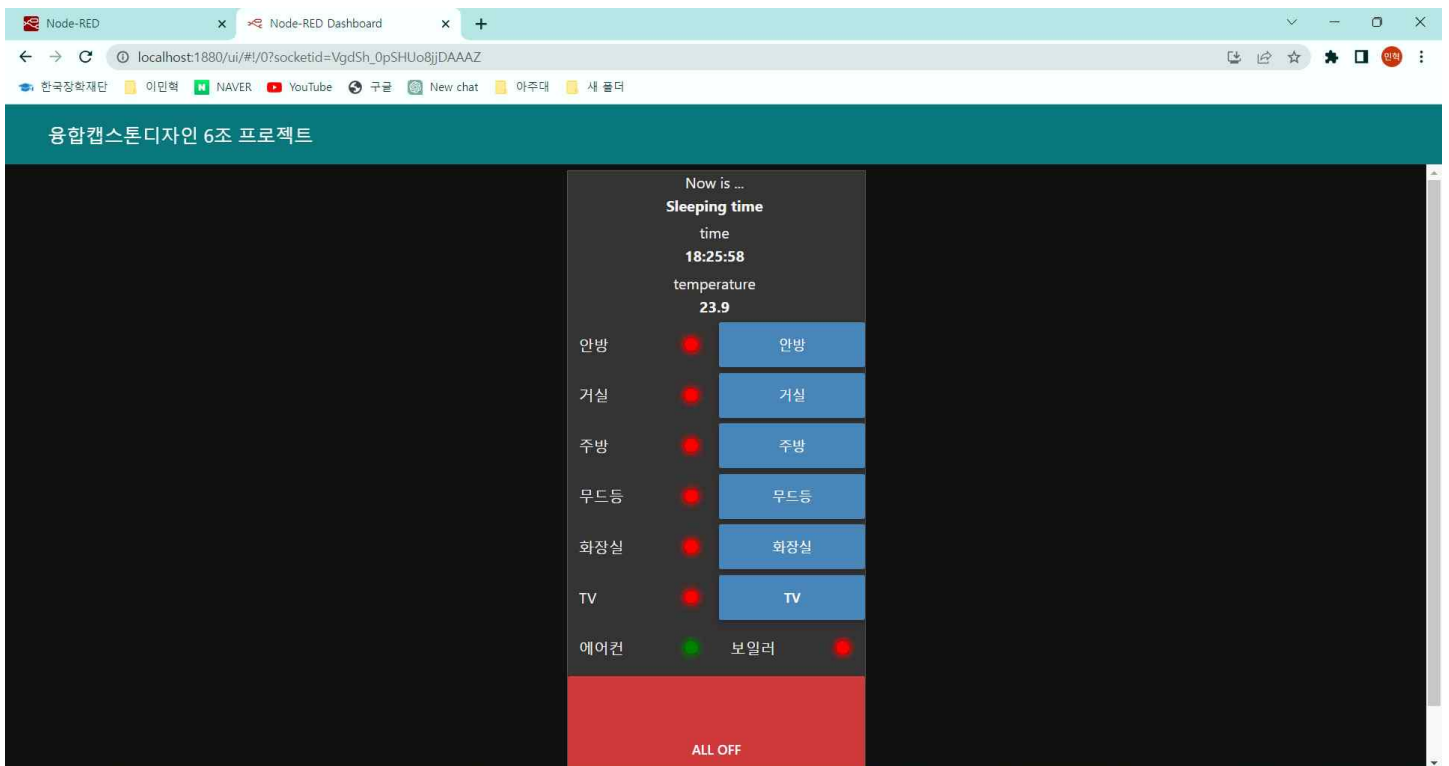 Node-RED
Node-RED Dashboard
localhost:1880/ui/#!/0?socketid=VgdSh_0pSHUo8jjDAAAZ
민혁
한국장학재단 이민혁 NAVER YouTube 구글 New chat 아주대 새 폴더
융합캡스톤디자인 6조 프로젝트
Now is ...
Sleeping time
time
18:25:58
temperature
23.9
안방 안방
거실 거실
주방 주방
무드등 무드등
화장실 화장실
TV TV
에어컨 보일러
ALL OFF